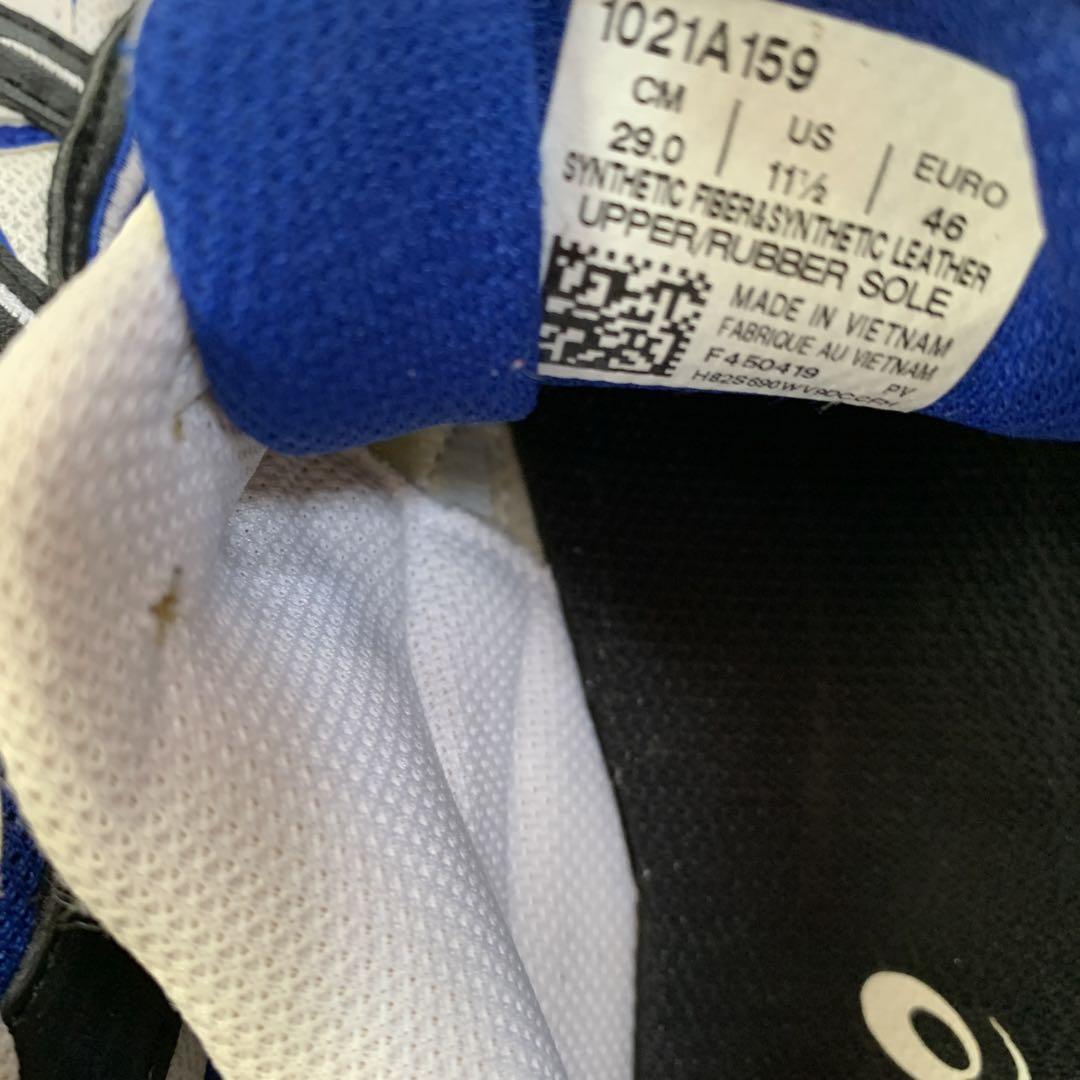 1021A159
CM | US | EURO
29.0 | 11½ | 46
SYNTHETIC FIBER&SYNTHETIC LEATHER
UPPER/RUBBER SOLE
MADE IN VIETNAM
FABRIQUE AU VIETNAM
F450419 PV